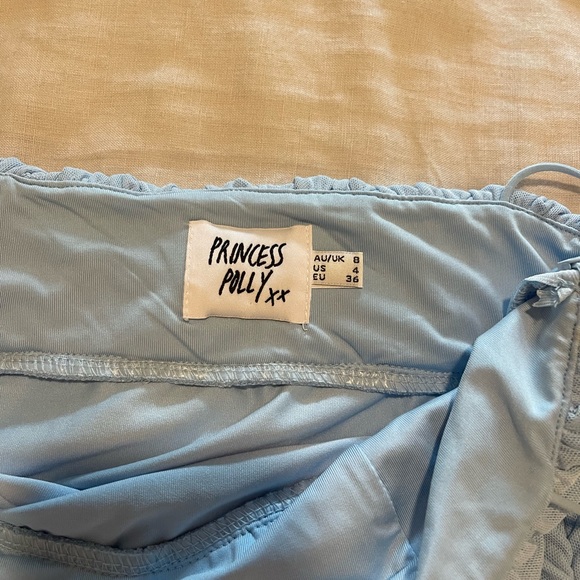 PRINCESS
POLLY xx
AU/UK 8
US 4
EU 36